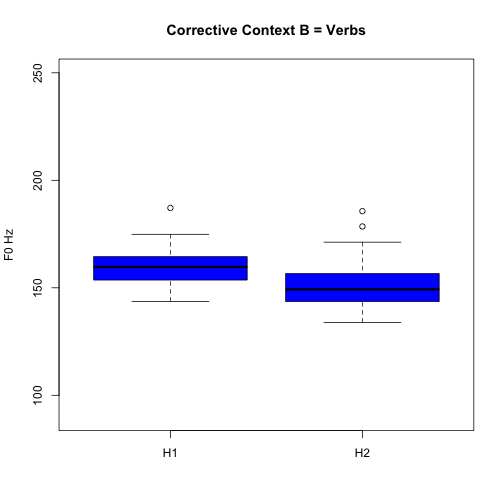 Corrective Context B = Verbs
F0 Hz
250
200
150
100
H1
H2